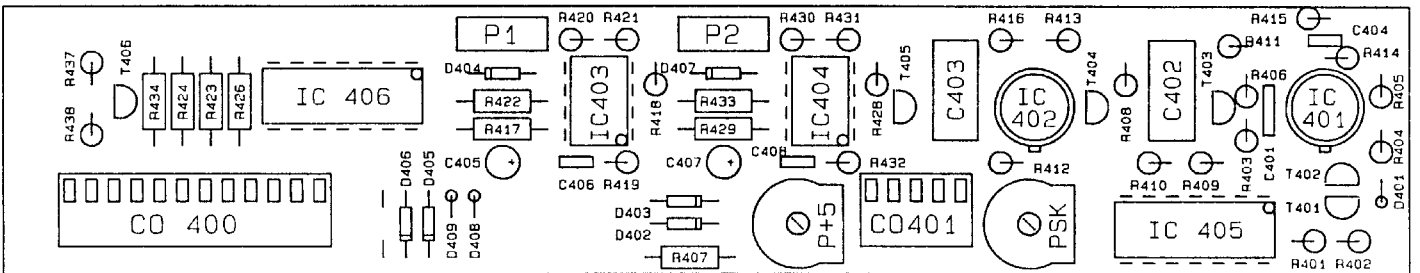 R437
R438
T406
R434
R424
R423
R426
IC 406
CO 400
P1
D404
R422
R417
C405
R420
R421
IC403
R418
C406
R419
D406
D405
D409
D408
P2
D407
R433
R429
C407
R430
R431
IC404
R428
C408
R432
D403
D402
R407
P+5
T405
C403
CO401
R416
R413
IC
402
T404
R408
R412
PSK
C402
T403
R410
R409
R415
C404
R411
R414
R406
R403
C401
IC
401
R405
R404
T402
T401
D401
IC 405
R401
R402